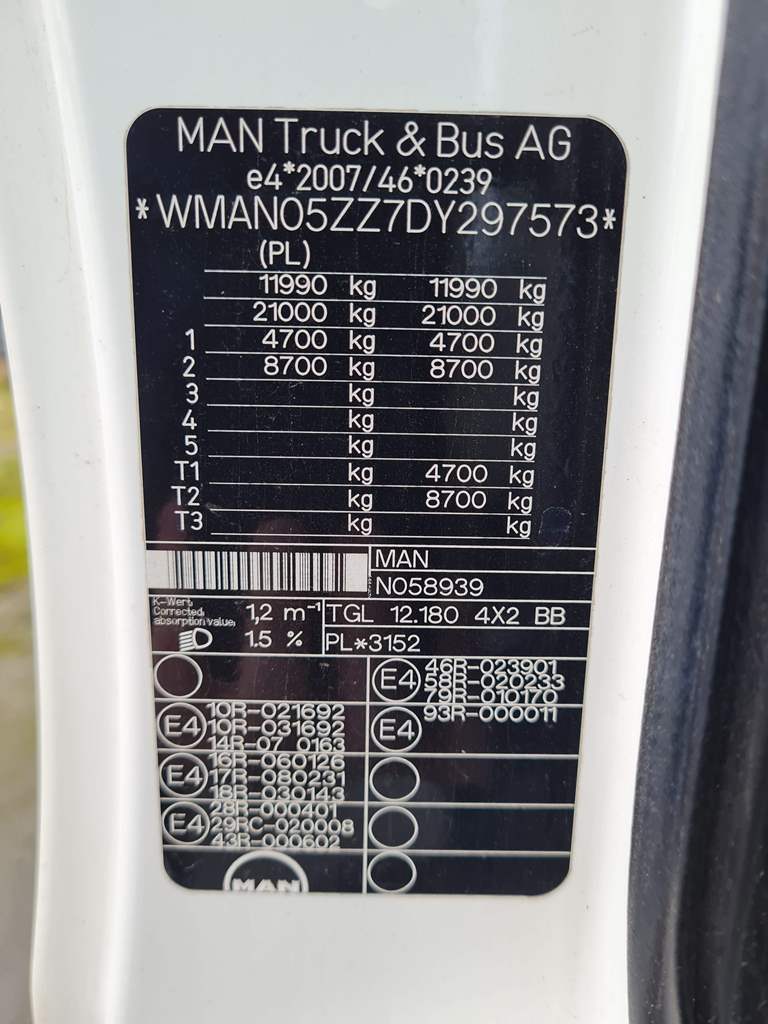 MAN Truck & Bus AG
e4*2007/46*0239
*WMAN05ZZ7DY297573*
(PL)
11990 kg 11990 kg
21000 kg 21000 kg
1 4700 kg 4700 kg
2 8700 kg 8700 kg
3 kg kg
4 kg kg
5 kg kg
T1 kg 4700 kg
T2 kg 8700 kg
T3 kg kg
MAN
N058939
K-Wert,
Corrected
absorption value,
1,2 m⁻¹
TGL 12.180 4X2 BB
1.5 %
PL*3152
E4 46R-023901
58R-020233
79R-010170
E4 10R-021692
10R-031692
14R-07 0163
E4 93R-000011
E4 16R-060126
17R-080231
18R-030143
E4 28R-000401
29RC-020008
43R-000602
MAN